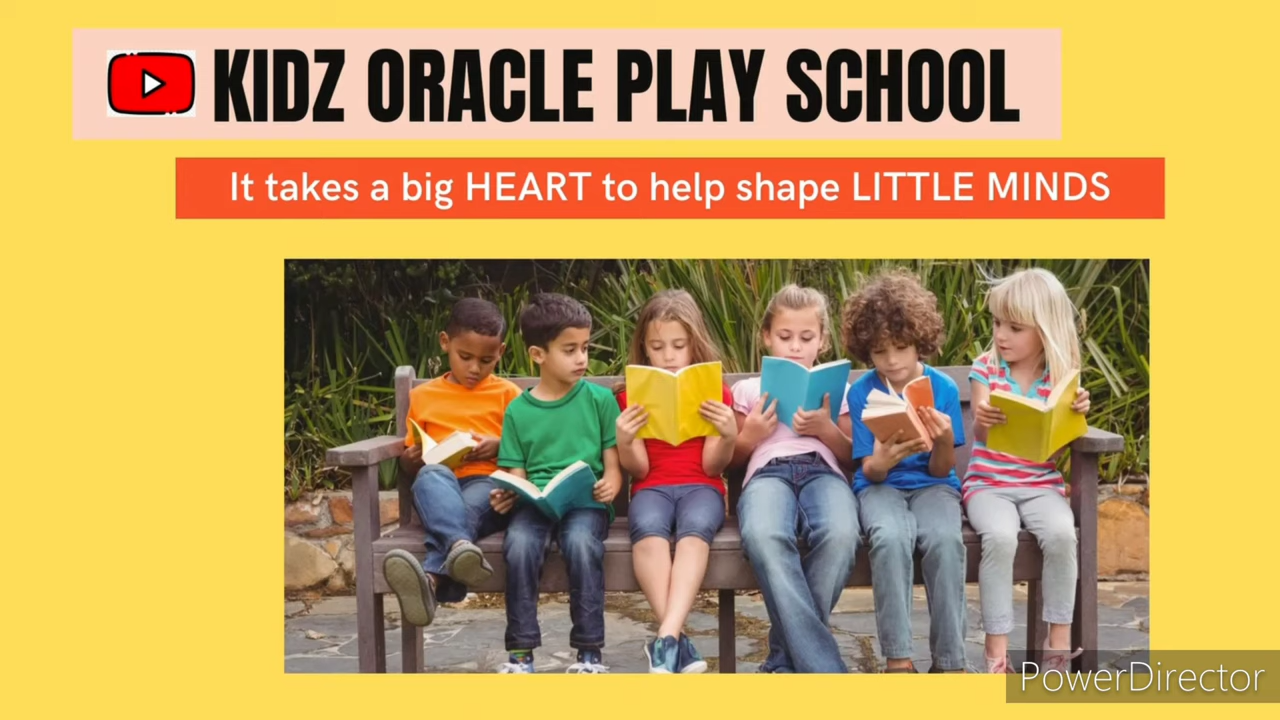 KIDZ ORACLE PLAY SCHOOL
It takes a big HEART to help shape LITTLE MINDS
PowerDirector